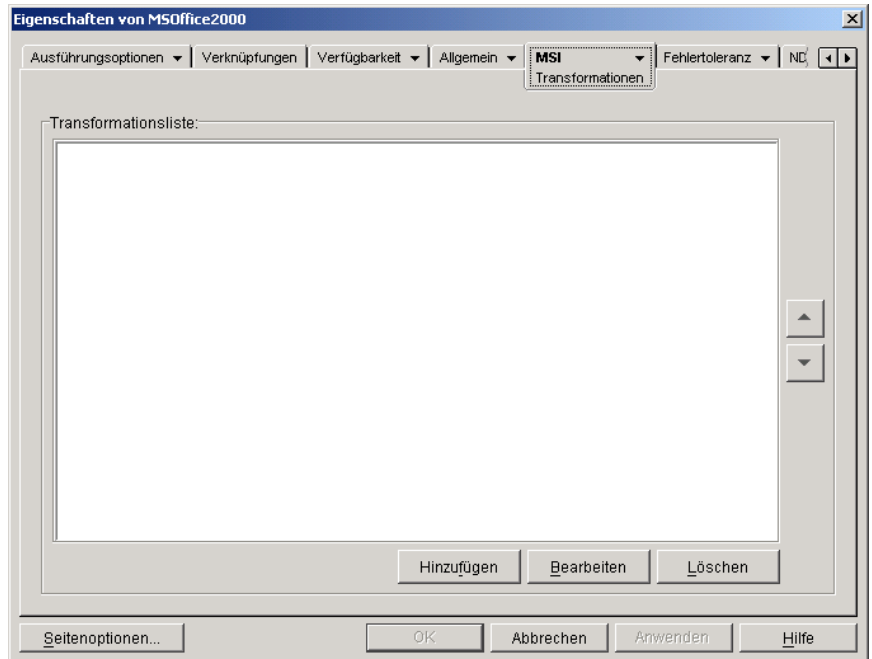 Eigenschaften von MSOffice2000
Ausführungsoptionen Verknüpfungen Verfügbarkeit Allgemein MSI Fehlertoleranz
Transformationen
Transformationsliste:
Hinzufügen Bearbeiten Löschen
Seitenoptionen... OK Abbrechen Anwenden Hilfe